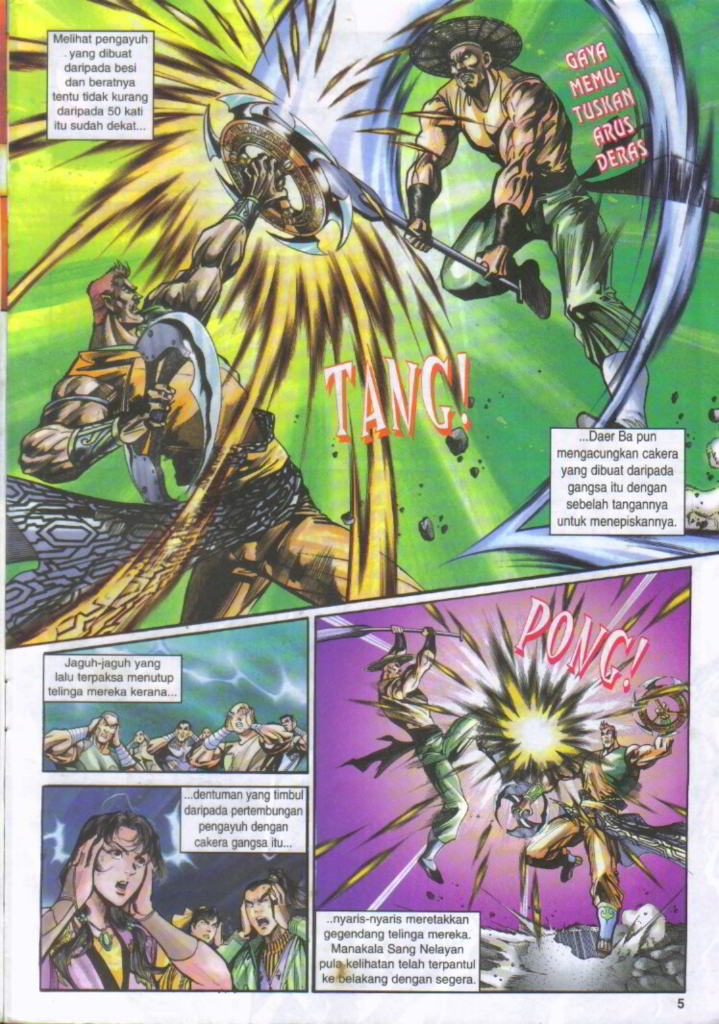 Melihat pengayuh
yang dibuat
daripada besi
dan beratnya
tentu tidak kurang
daripada 50 kati
itu sudah dekat...
GAYA
MEMU-
TUSKAN
ARUS
DERAS
TANG!
...Daer Ba pun
mengacungkan cakera
yang dibuat daripada
gangsa itu dengan
sebelah tangannya
untuk menepiskannya.
Jaguh-jaguh yang
lalu terpaksa menutup
telinga mereka kerana...
...dentuman yang timbul
daripada pertembungan
pengayuh dengan
cakera gangsa itu...
PONG!
..nyaris-nyaris meretakkan
gegendang telinga mereka.
Manakala Sang Nelayan
pula kelihatan telah terpantul
ke belakang dengan segera.
5